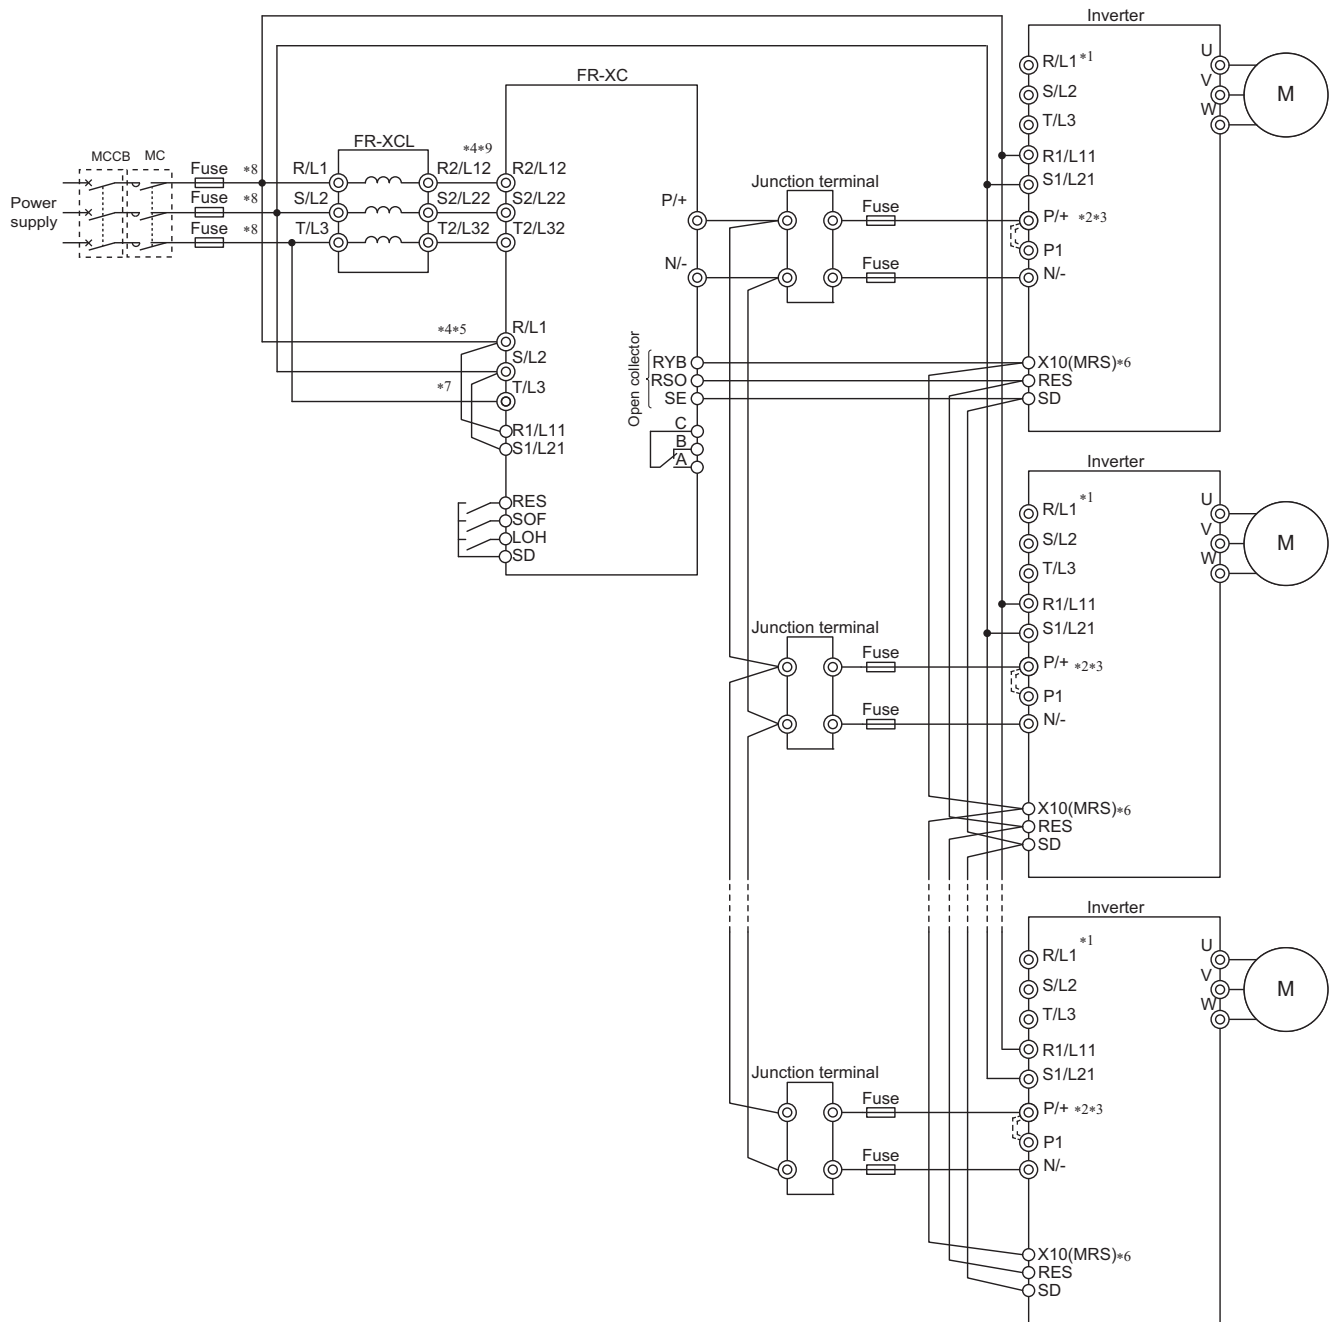 Inverter
R/L1 *1
S/L2
T/L3
R1/L11
S1/L21
P/+ *2*3
P1
N/-
X10(MRS)*6
RES
SD
U
V
W
M
FR-XC
FR-XCL
MCCB MC
Power supply
Fuse *8
Fuse *8
Fuse *8
R/L1
S/L2
T/L3
*4*9
R2/L12
S2/L22
T2/L32
R2/L12
S2/L22
T2/L32
*4*5
R/L1
S/L2
*7
T/L3
R1/L11
S1/L21
RES
SOF
LOH
SD
P/+
N/-
Open collector
RYB
RSO
SE
C
B
A
Junction terminal
Fuse
Fuse
Inverter
R/L1 *1
S/L2
T/L3
R1/L11
S1/L21
P/+ *2*3
P1
N/-
X10(MRS)*6
RES
SD
U
V
W
M
Junction terminal
Fuse
Fuse
Inverter
R/L1 *1
S/L2
T/L3
R1/L11
S1/L21
P/+ *2*3
P1
N/-
X10(MRS)*6
RES
SD
U
V
W
M
Junction terminal
Fuse
Fuse